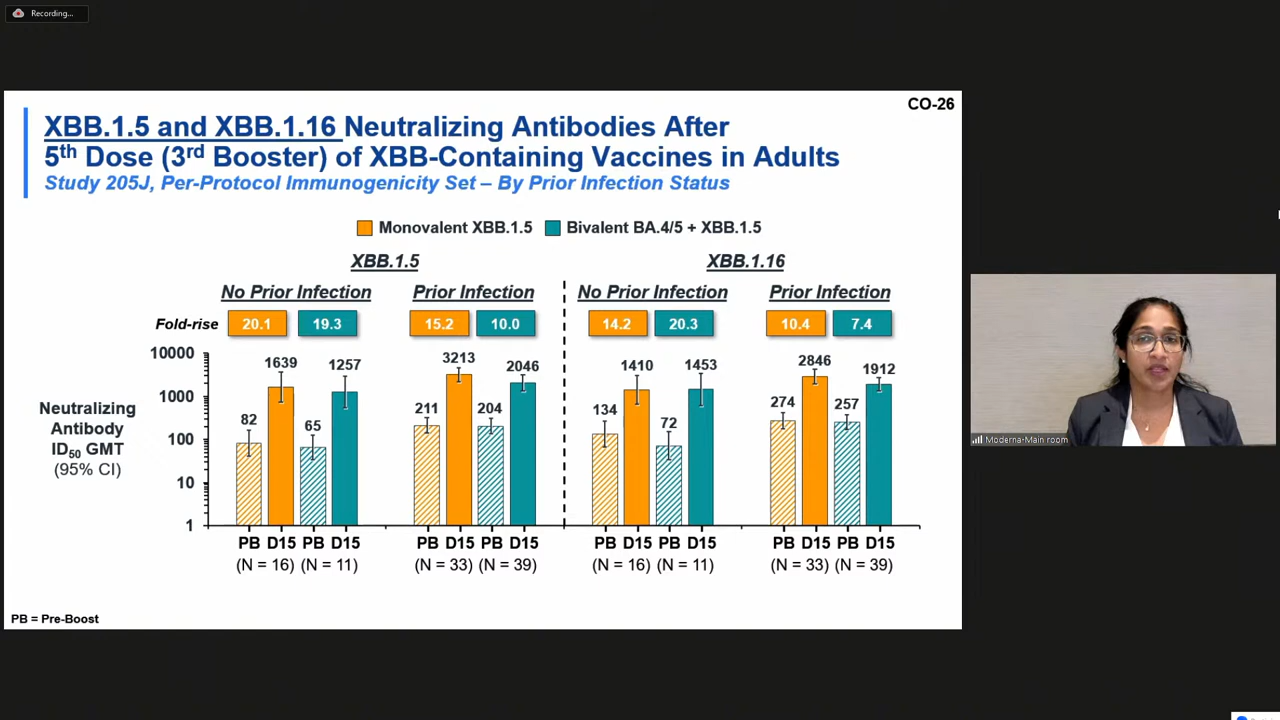 Recording...
CO-26
XBB.1.5 and XBB.1.16 Neutralizing Antibodies After
5th Dose (3rd Booster) of XBB-Containing Vaccines in Adults
Study 205J, Per-Protocol Immunogenicity Set – By Prior Infection Status
Monovalent XBB.1.5 Bivalent BA.4/5 + XBB.1.5
XBB.1.5 XBB.1.16
No Prior Infection Prior Infection No Prior Infection Prior Infection
Fold-rise 20.1 19.3 15.2 10.0 14.2 20.3 10.4 7.4
Neutralizing
Antibody
ID50 GMT
(95% CI)
10000
1000
100
10
1
82 1639 65 1257 211 3213 204 2046 134 1410 72 1453 274 2846 257 1912
PB D15 PB D15 PB D15 PB D15 PB D15 PB D15 PB D15 PB D15
(N = 16) (N = 11) (N = 33) (N = 39) (N = 16) (N = 11) (N = 33) (N = 39)
PB = Pre-Boost
Moderna-Main room